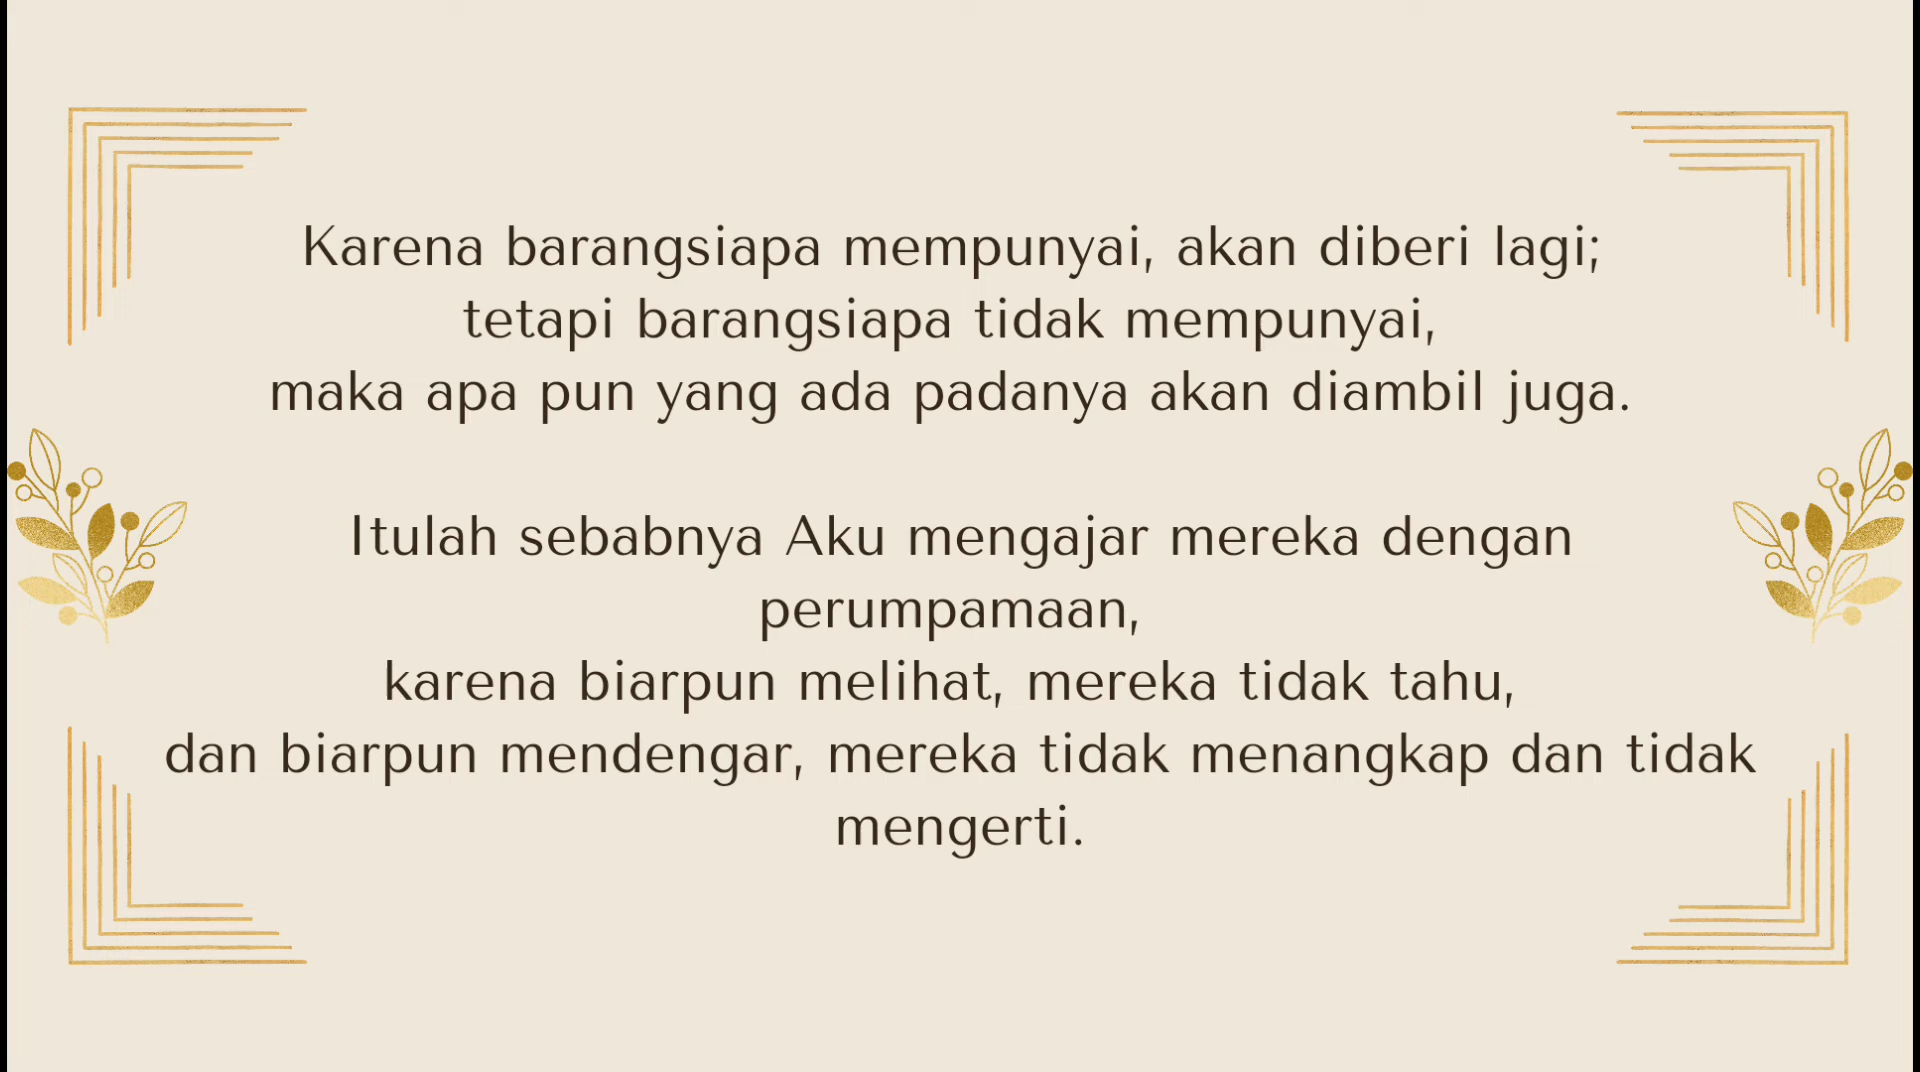 Karena barangsiapa mempunyai, akan diberi lagi;
tetapi barangsiapa tidak mempunyai,
maka apa pun yang ada padanya akan diambil juga.
Itulah sebabnya Aku mengajar mereka dengan
perumpamaan,
karena biarpun melihat, mereka tidak tahu,
dan biarpun mendengar, mereka tidak menangkap dan tidak
mengerti.